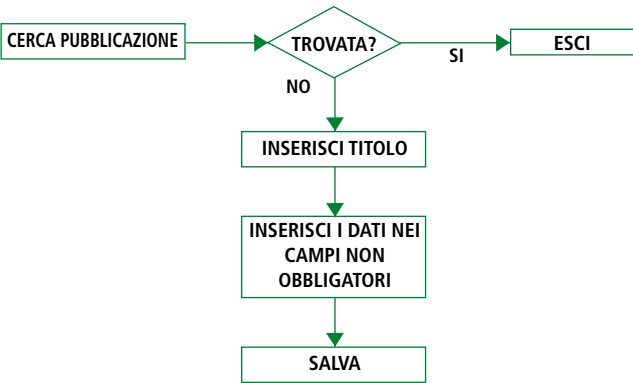 CERCA PUBBLICAZIONE
TROVATA?
SI
ESCI
NO
INSERISCI TITOLO
INSERISCI I DATI NEI
CAMPI NON
OBBLIGATORI
SALVA